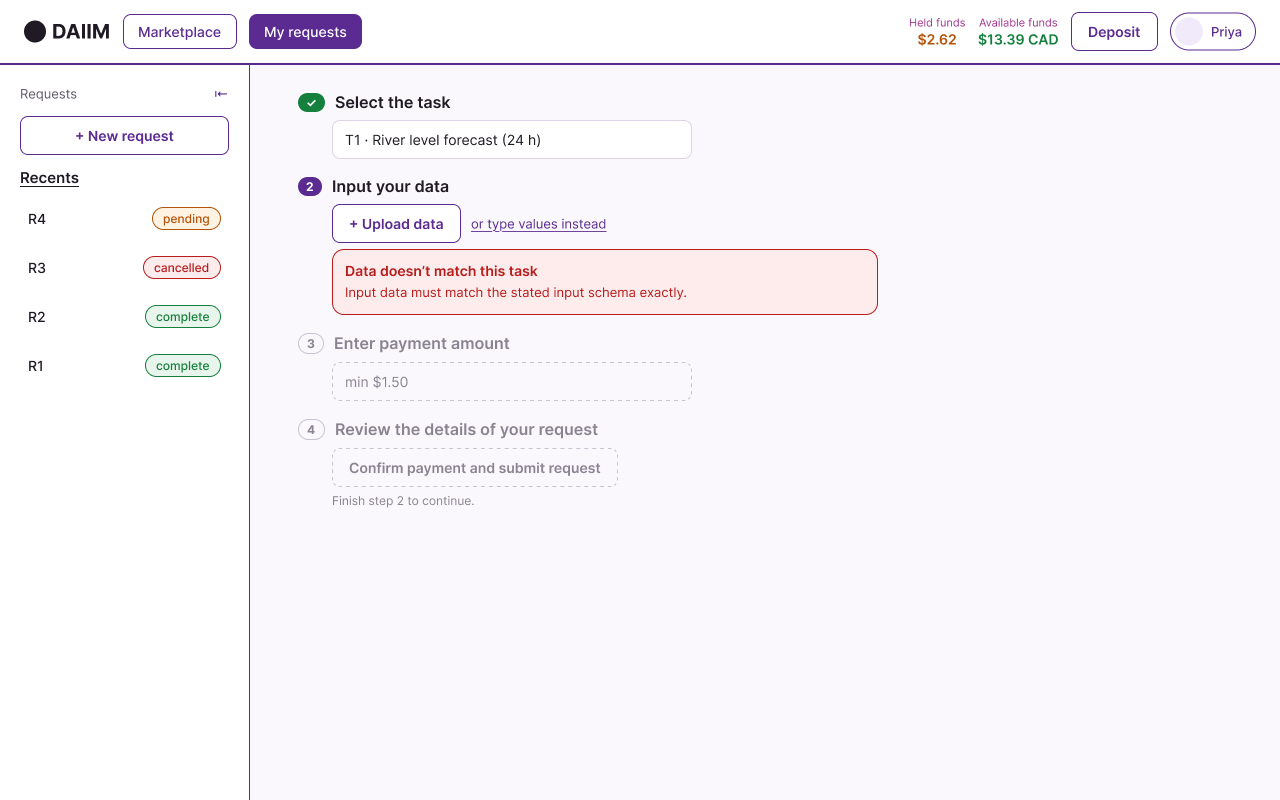 DAIIM
Marketplace
My requests
Held funds
$2.62
Available funds
$13.39 CAD
Deposit
Priya
Requests
+ New request
Recents
R4 pending
R3 cancelled
R2 complete
R1 complete
Select the task
T1 · River level forecast (24 h)
2 Input your data
+ Upload data
or type values instead
Data doesn’t match this task
Input data must match the stated input schema exactly.
3 Enter payment amount
min $1.50
4 Review the details of your request
Confirm payment and submit request
Finish step 2 to continue.